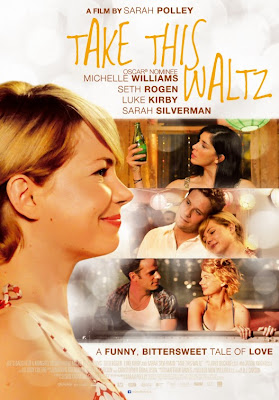 A FILM BY SARAH POLLEY
TAKE THIS
WALTZ
OSCAR® NOMINEE
MICHELLE WILLIAMS
SETH ROGEN
LUKE KIRBY
SARAH SILVERMAN
A FUNNY, BITTERSWEET TALE OF LOVE